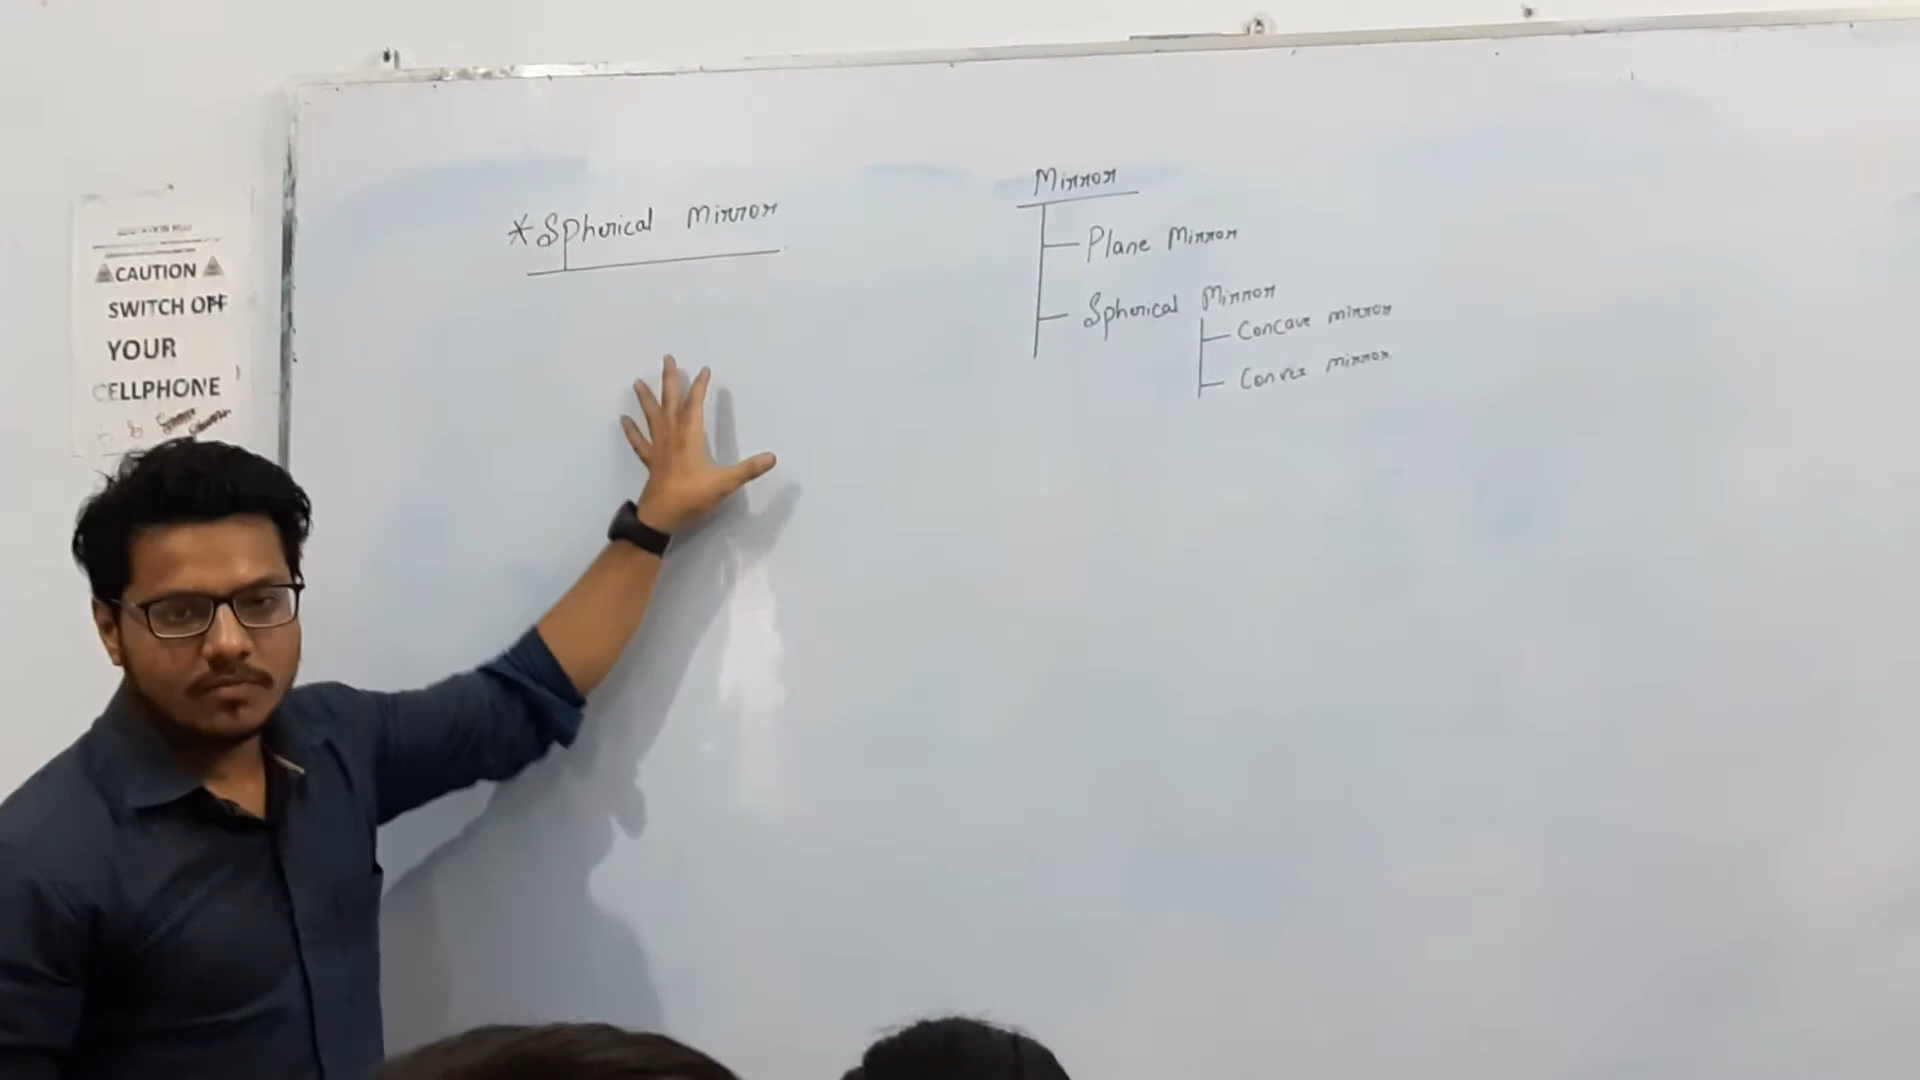 CAUTION
SWITCH OFF
YOUR
CELLPHONE
*Spherical Mirror
Mirror
Plane Mirror
Spherical Mirror
Concave mirror
Convex mirror